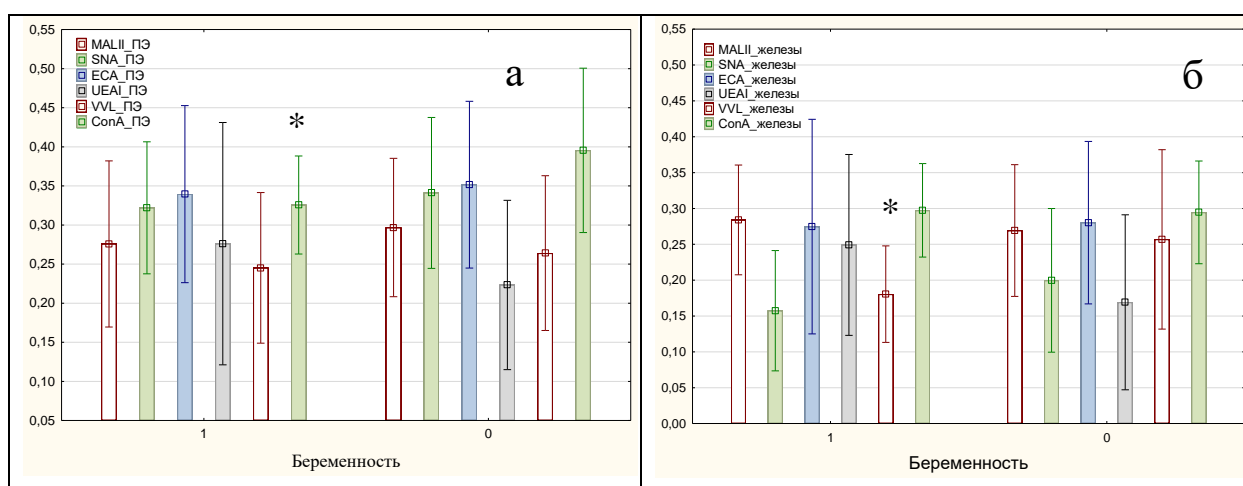 0,55
0,50
0,45
0,40
0,35
0,30
0,25
0,20
0,15
0,10
0,05
MALII_ПЭ
SNA_ПЭ
ECA_ПЭ
UEAI_ПЭ
VVL_ПЭ
ConA_ПЭ
а
*
1
0
Беременность
0,55
0,50
0,45
0,40
0,35
0,30
0,25
0,20
0,15
0,10
0,05
0,00
MALII_железы
SNA_железы
ECA_железы
UEAI_железы
VVL_железы
ConA_железы
б
*
1
0
Беременность